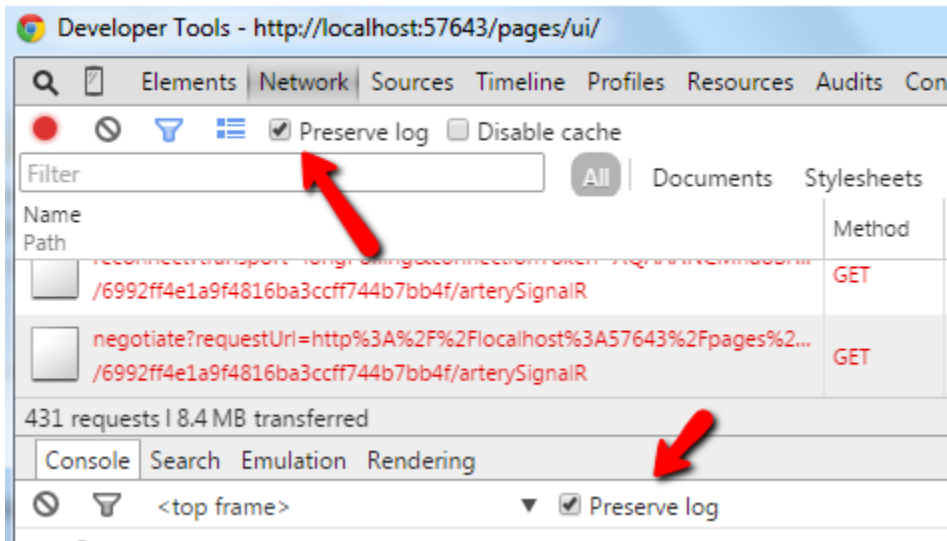 Developer Tools - http://localhost:57643/pages/ui/
Elements Network Sources Timeline Profiles Resources Audits Con
Preserve log Disable cache
Filter All Documents Stylesheets
Name
Path
Method
GET
/6992ff4e1a9f4816ba3ccff744b7bb4f/arterySignalR
negotiate?requestUrl=http%3A%2F%2Flocalhost%3A57643%2Fpages%2...
GET
/6992ff4e1a9f4816ba3ccff744b7bb4f/arterySignalR
431 requests I 8.4 MB transferred
Console Search Emulation Rendering
<top frame> ▼ Preserve log